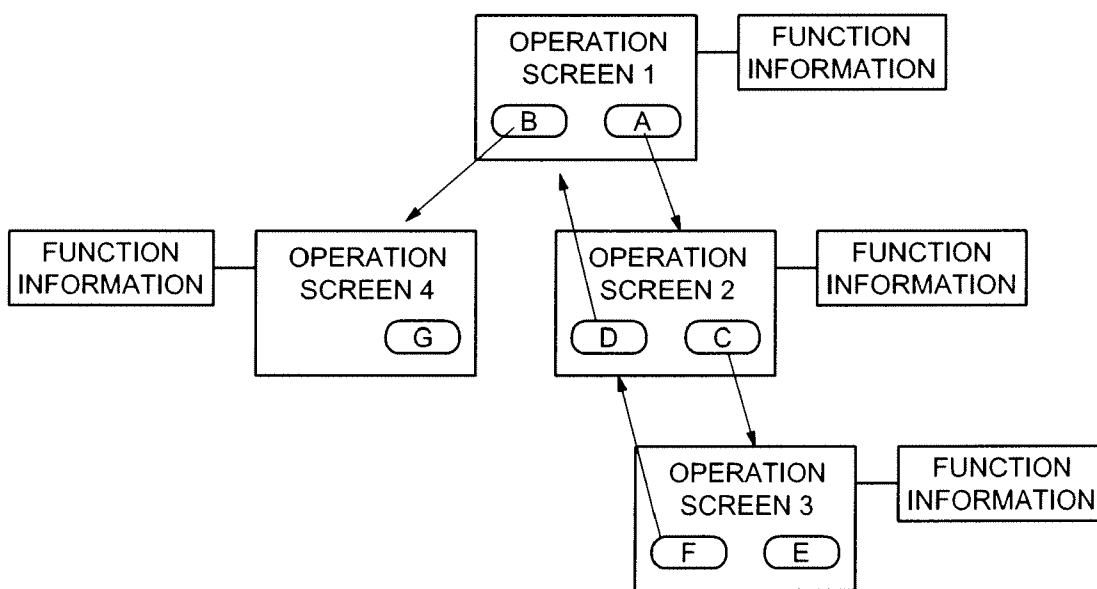 OPERATION
SCREEN 1
B
A
FUNCTION
INFORMATION
FUNCTION
INFORMATION
OPERATION
SCREEN 4
G
OPERATION
SCREEN 2
D
C
FUNCTION
INFORMATION
OPERATION
SCREEN 3
F
E
FUNCTION
INFORMATION